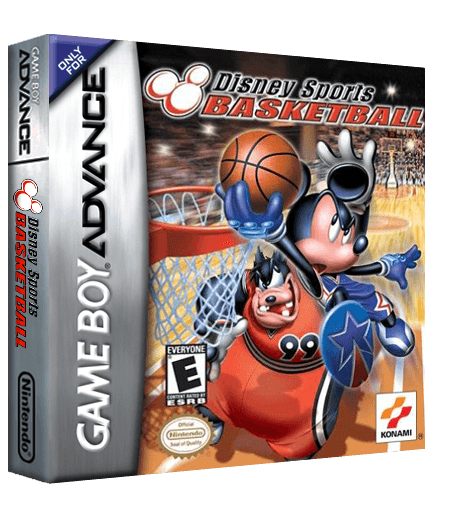 GAME BOY
ADVANCE
Disney Sports
BASKETBALL
Nintendo®
ONLY
FOR
GAME BOY ADVANCE
Disney Sports
BASKETBALL
99
EVERYONE
E
CONTENT RATED BY
ESRB
Official
Nintendo
Seal of Quality
KONAMI
®